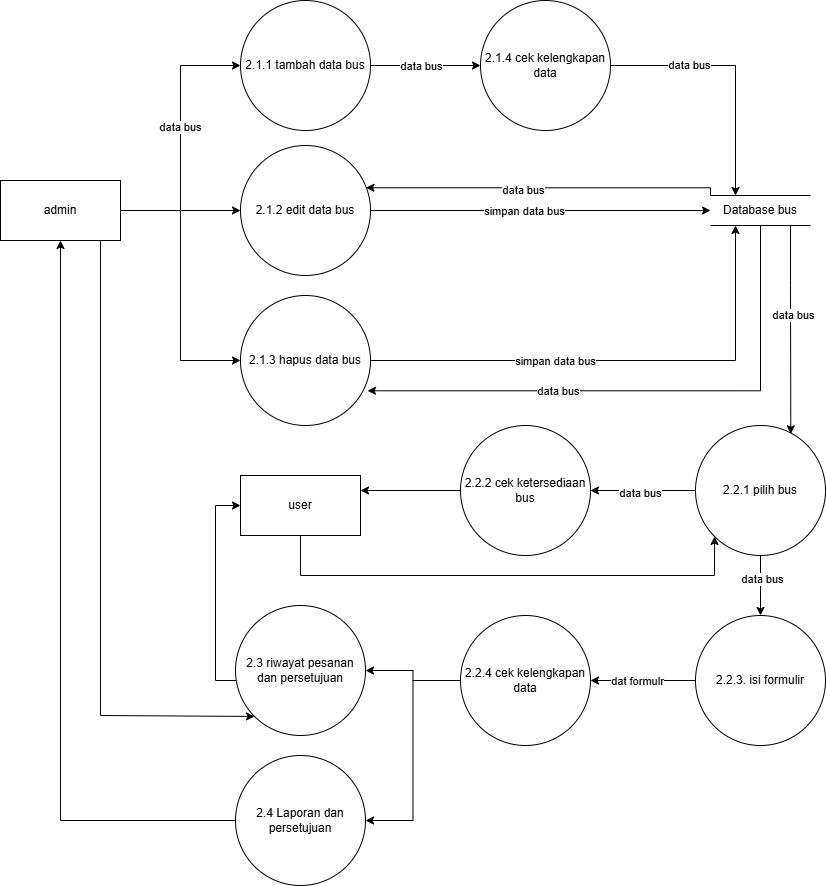 2.1.1 tambah data bus
data bus
2.1.4 cek kelengkapan
data
data bus
data bus
admin
2.1.2 edit data bus
data bus
simpan data bus
Database bus
data bus
2.1.3 hapus data bus
simpan data bus
data bus
user
2.2.2 cek ketersediaan
bus
data bus
2.2.1 pilih bus
data bus
2.3 riwayat pesanan
dan persetujuan
2.2.4 cek kelengkapan
data
dat formulr
2.2.3. isi formulir
2.4 Laporan dan
persetujuan